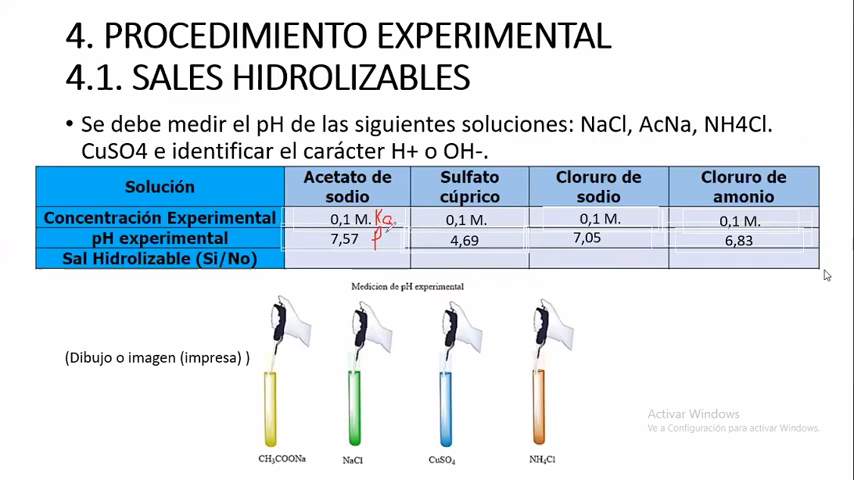 4. PROCEDIMIENTO EXPERIMENTAL
4.1. SALES HIDROLIZABLES
• Se debe medir el pH de las siguientes soluciones: NaCl, AcNa, NH4Cl.
CuSO4 e identificar el carácter H+ o OH-.
Solución Acetato de sodio Sulfato cúprico Cloruro de sodio Cloruro de amonio
Concentración Experimental 0,1 M. Ka 0,1 M. 0,1 M. 0,1 M.
pH experimental 7,57 P 4,69 7,05 6,83
Sal Hidrolizable (Si/No)
Medicion de pH experimental
(Dibujo o imagen (impresa) )
CH₃COONa NaCl CuSO₄ NH₄Cl
Activar Windows
Ve a Configuración para activar Windows.